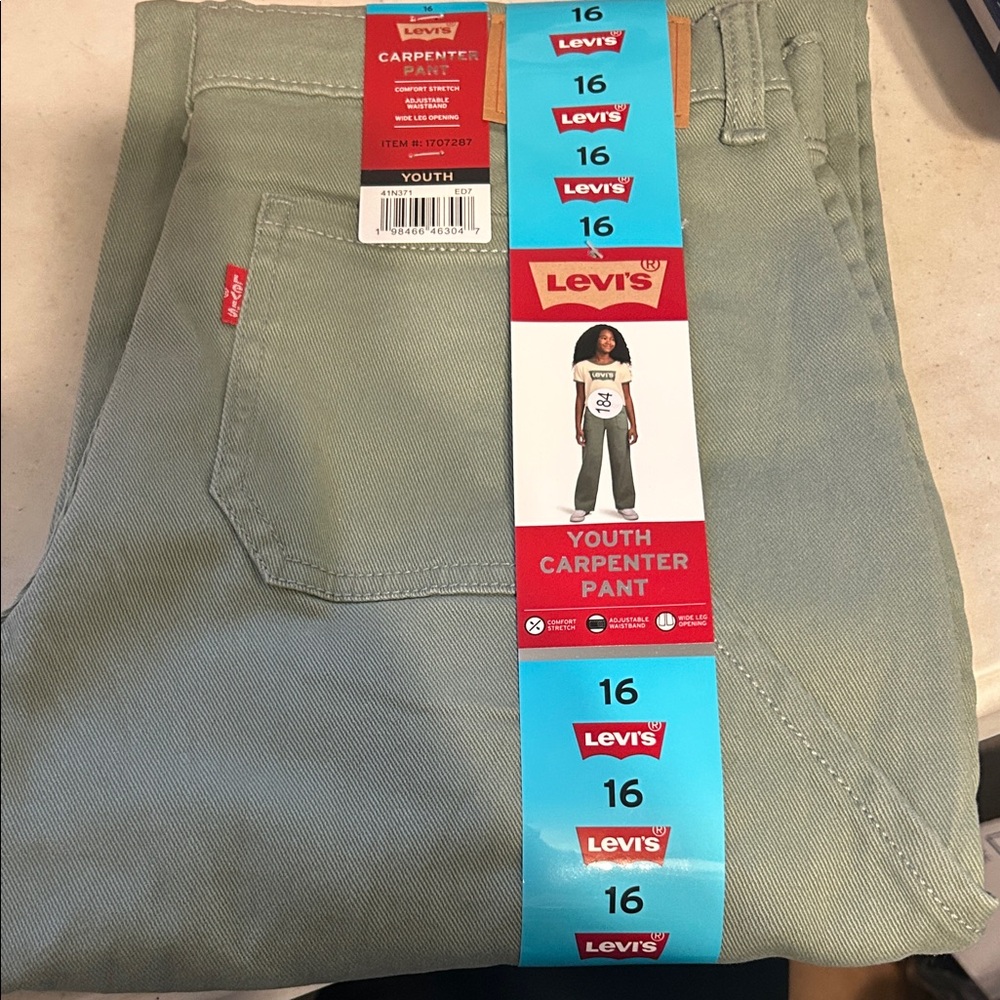 16
Levi's
CARPENTER
PANT
COMFORT STRETCH
ADJUSTABLE
WAISTBAND
WIDE LEG OPENING
ITEM #: 1707287
YOUTH
41N371 ED7
1 98466 46304 7
LEVI'S
16
LEVI'S®
16
LEVI'S®
16
LEVI'S®
16
LEVI'S®
LEVI'S
184
YOUTH
CARPENTER
PANT
COMFORT
STRETCH
ADJUSTABLE
WAISTBAND
WIDE LEG
OPENING
16
LEVI'S®
16
LEVI'S®
16
LEVI'S®